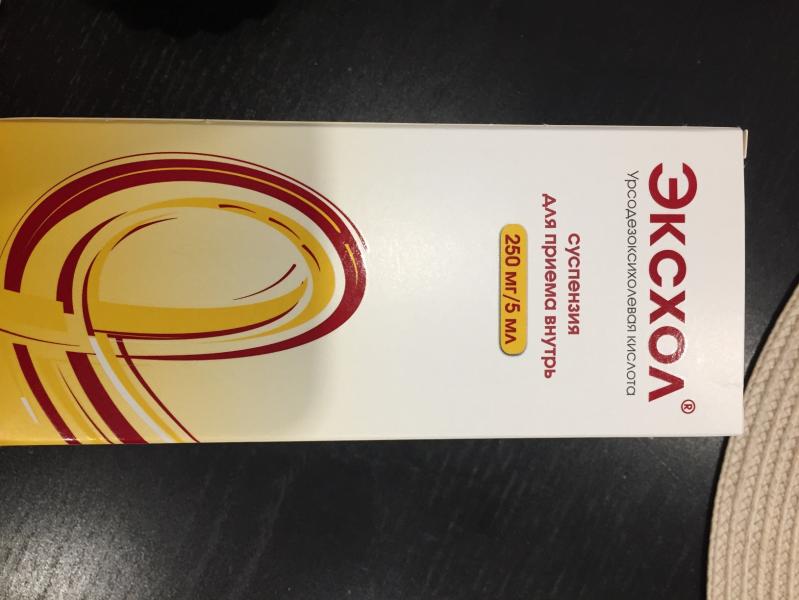 ЭКСХОЛ®
Урсодезоксихолевая кислота
суспензия
для приема внутрь
250 мг/5 мл